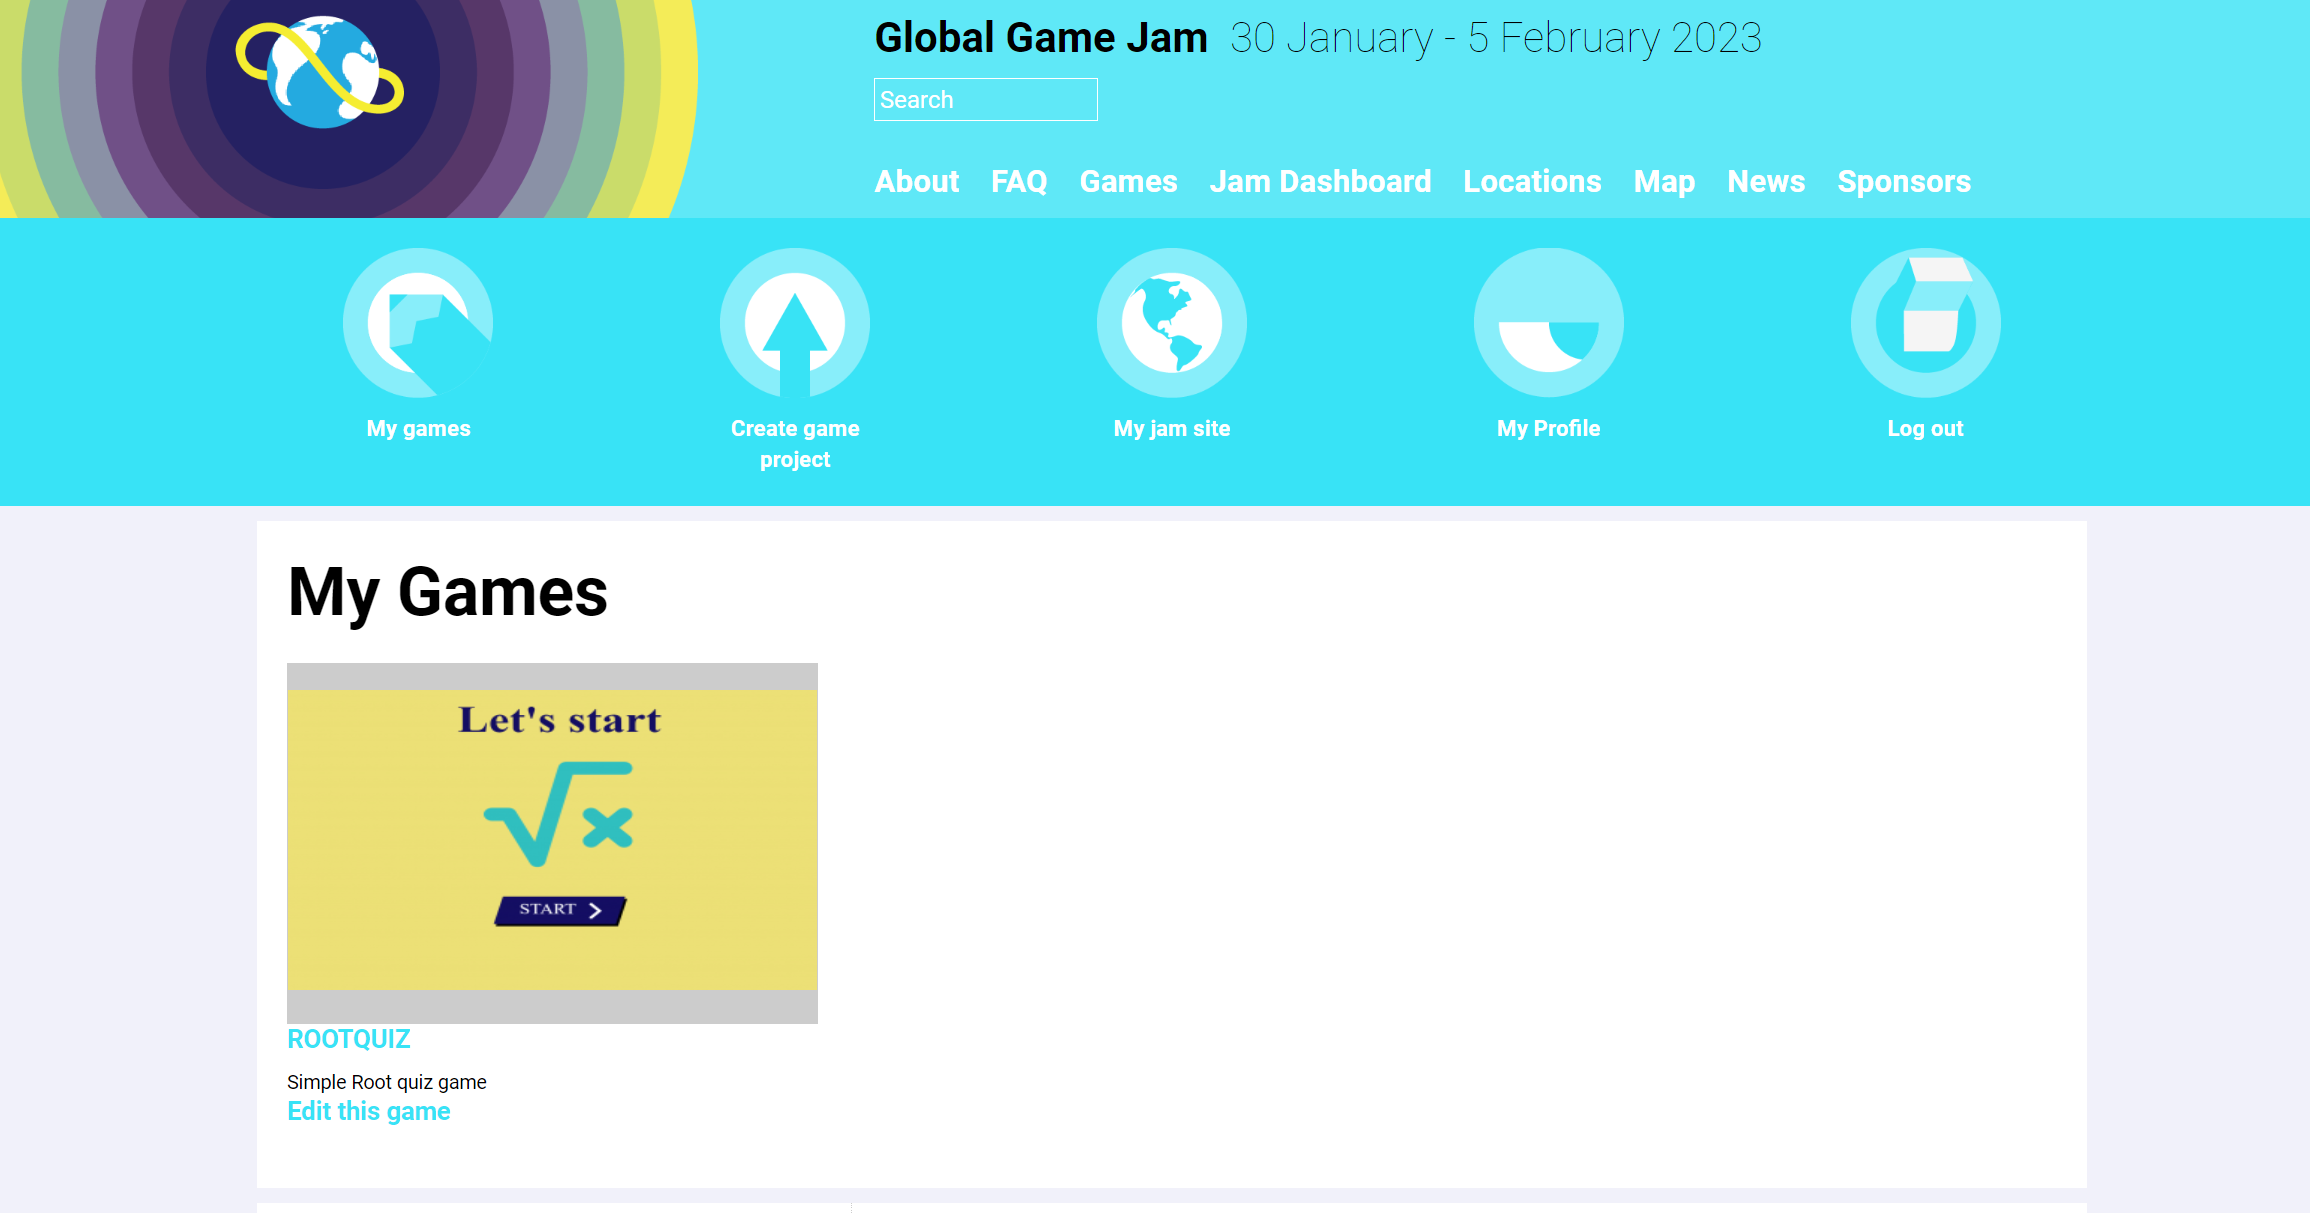 Global Game Jam 30 January - 5 February 2023
Search
About FAQ Games Jam Dashboard Locations Map News Sponsors
My games
Create game
project
My jam site
My Profile
Log out
My Games
Let's start
√x
START
ROOTQUIZ
Simple Root quiz game
Edit this game